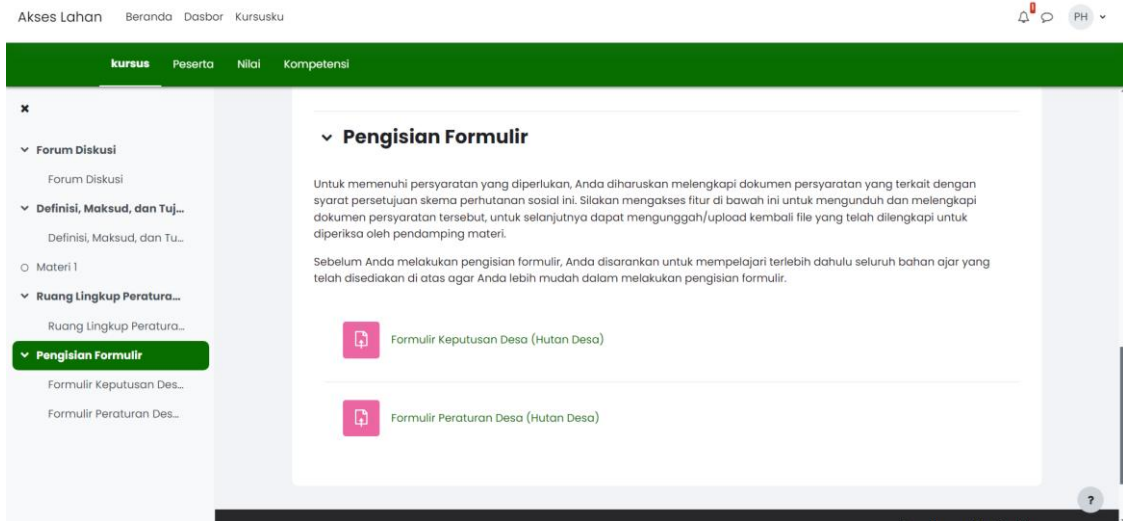 Akses Lahan Beranda Dasbor Kursusku PH
kursus Peserta Nilai Kompetensi
Forum Diskusi
Forum Diskusi
Definisi, Maksud, dan Tuj...
Definisi, Maksud, dan Tu...
Materi 1
Ruang Lingkup Peratura...
Ruang Lingkup Peratura...
Pengisian Formulir
Formulir Keputusan Des...
Formulir Peraturan Des...
Pengisian Formulir
Untuk memenuhi persyaratan yang diperlukan, Anda diharuskan melengkapi dokumen persyaratan yang terkait dengan
syarat persetujuan skema perhutanan sosial ini. Silakan mengakses fitur di bawah ini untuk mengunduh dan melengkapi
dokumen persyaratan tersebut, untuk selanjutnya dapat mengunggah/upload kembali file yang telah dilengkapi untuk
diperiksa oleh pendamping materi.
Sebelum Anda melakukan pengisian formulir, Anda disarankan untuk mempelajari terlebih dahulu seluruh bahan ajar yang
telah disediakan di atas agar Anda lebih mudah dalam melakukan pengisian formulir.
Formulir Keputusan Desa (Hutan Desa)
Formulir Peraturan Desa (Hutan Desa)
?